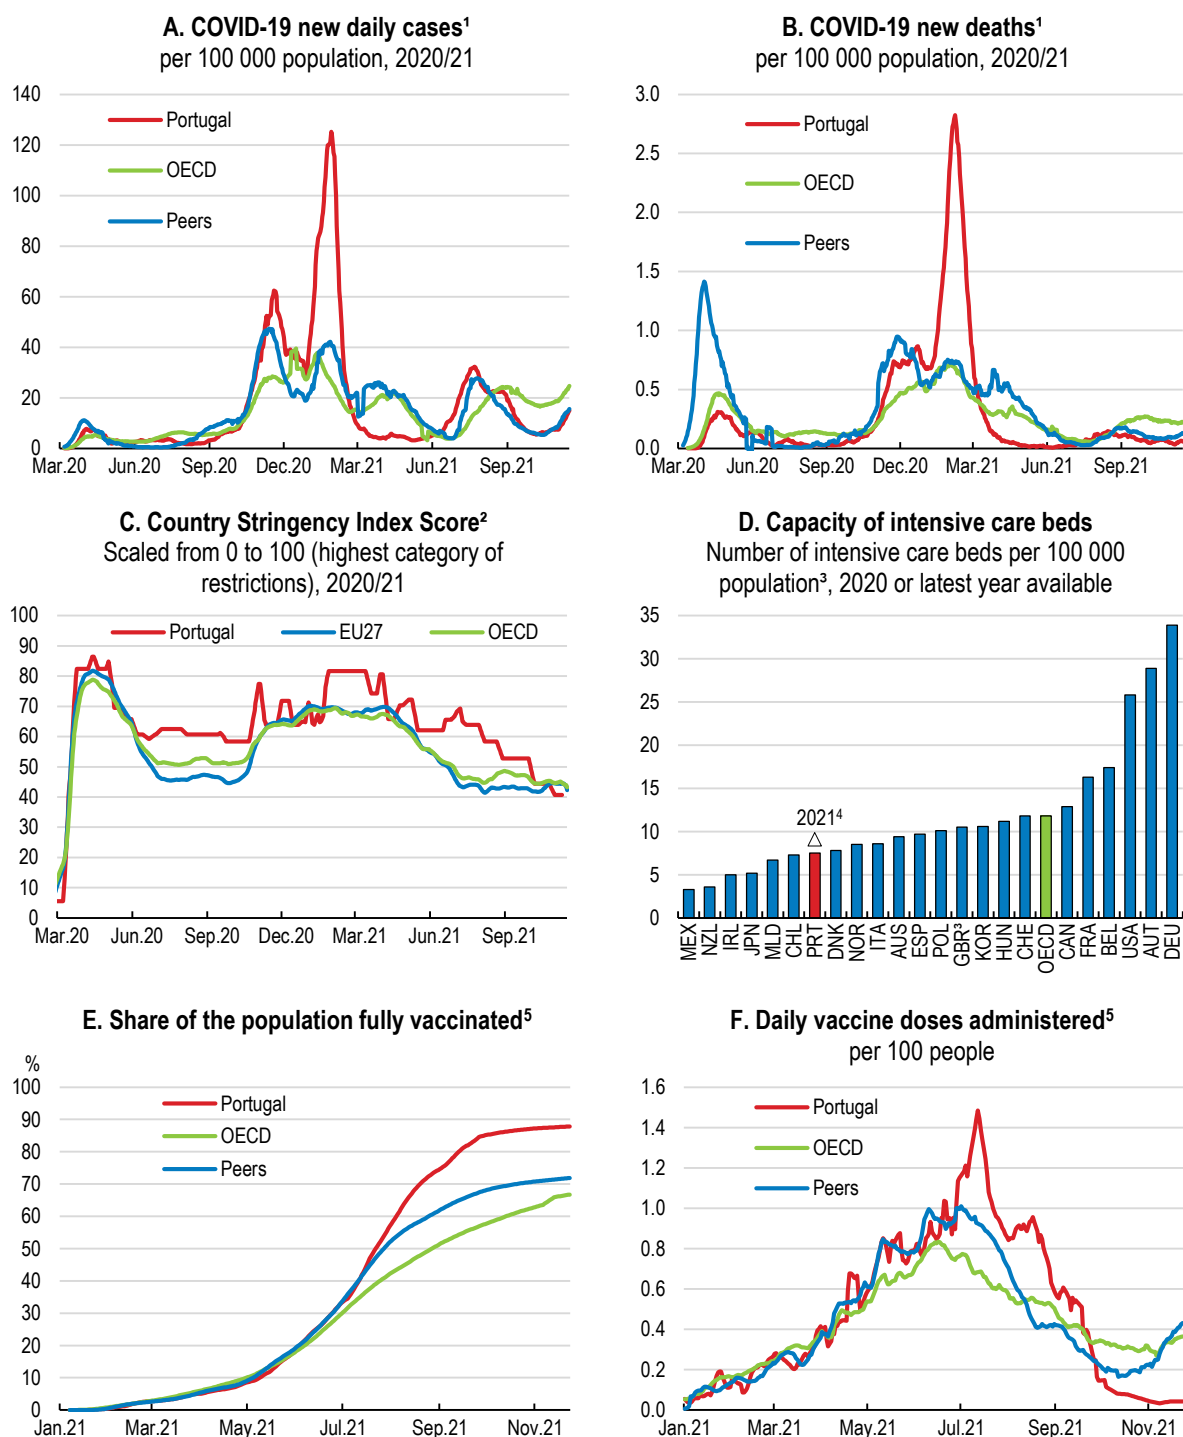 A. COVID-19 new daily cases¹
per 100 000 population, 2020/21
140
120
100
80
60
40
20
0
Portugal
OECD
Peers
Mar.20 Jun.20 Sep.20 Dec.20 Mar.21 Jun.21 Sep.21
B. COVID-19 new deaths¹
per 100 000 population, 2020/21
3.0
2.5
2.0
1.5
1.0
0.5
0.0
Portugal
OECD
Peers
Mar.20 Jun.20 Sep.20 Dec.20 Mar.21 Jun.21 Sep.21
C. Country Stringency Index Score²
Scaled from 0 to 100 (highest category of
restrictions), 2020/21
100
90
80
70
60
50
40
30
20
10
0
Portugal EU27 OECD
Mar.20 Jun.20 Sep.20 Dec.20 Mar.21 Jun.21 Sep.21
D. Capacity of intensive care beds
Number of intensive care beds per 100 000
population³, 2020 or latest year available
35
30
25
20
15
10
5
0
2021⁴
MEX NZL IRL JPN MLD CHL PRT DNK NOR ITA AUS ESP POL GBR³ KOR HUN CHE OECD CAN FRA BEL USA AUT DEU
E. Share of the population fully vaccinated⁵
%
100
90
80
70
60
50
40
30
20
10
0
Portugal
OECD
Peers
Jan.21 Mar.21 May.21 Jul.21 Sep.21 Nov.21
F. Daily vaccine doses administered⁵
per 100 people
1.6
1.4
1.2
1.0
0.8
0.6
0.4
0.2
0.0
Portugal
OECD
Peers
Jan.21 Mar.21 May.21 Jul.21 Sep.21 Nov.21